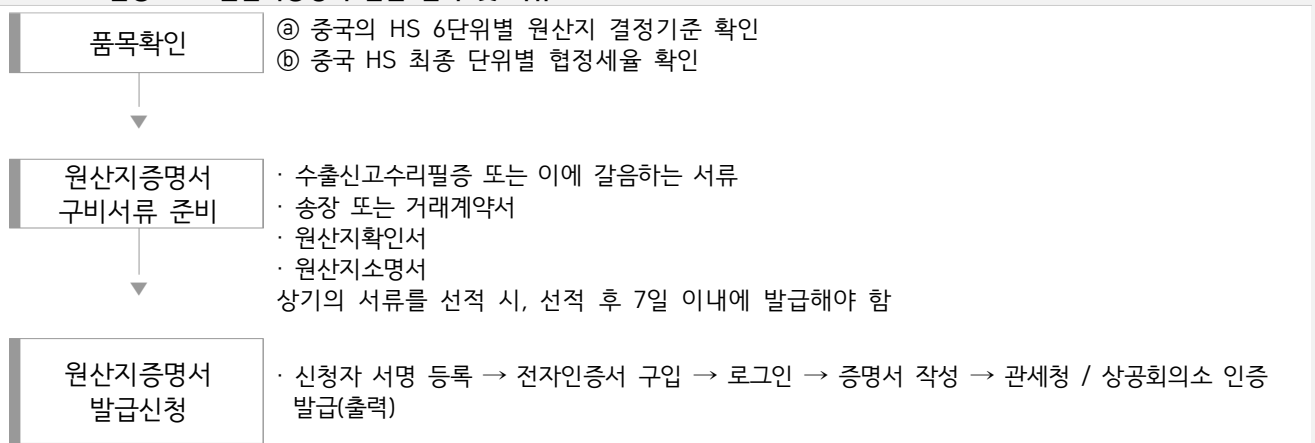 품목확인
ⓐ 중국의 HS 6단위별 원산지 결정기준 확인
ⓑ 중국 HS 최종 단위별 협정세율 확인
원산지증명서
구비서류 준비
· 수출신고수리필증 또는 이에 갈음하는 서류
· 송장 또는 거래계약서
· 원산지확인서
· 원산지소명서
상기의 서류를 선적 시, 선적 후 7일 이내에 발급해야 함
원산지증명서
발급신청
· 신청자 서명 등록 → 전자인증서 구입 → 로그인 → 증명서 작성 → 관세청 / 상공회의소 인증
발급(출력)